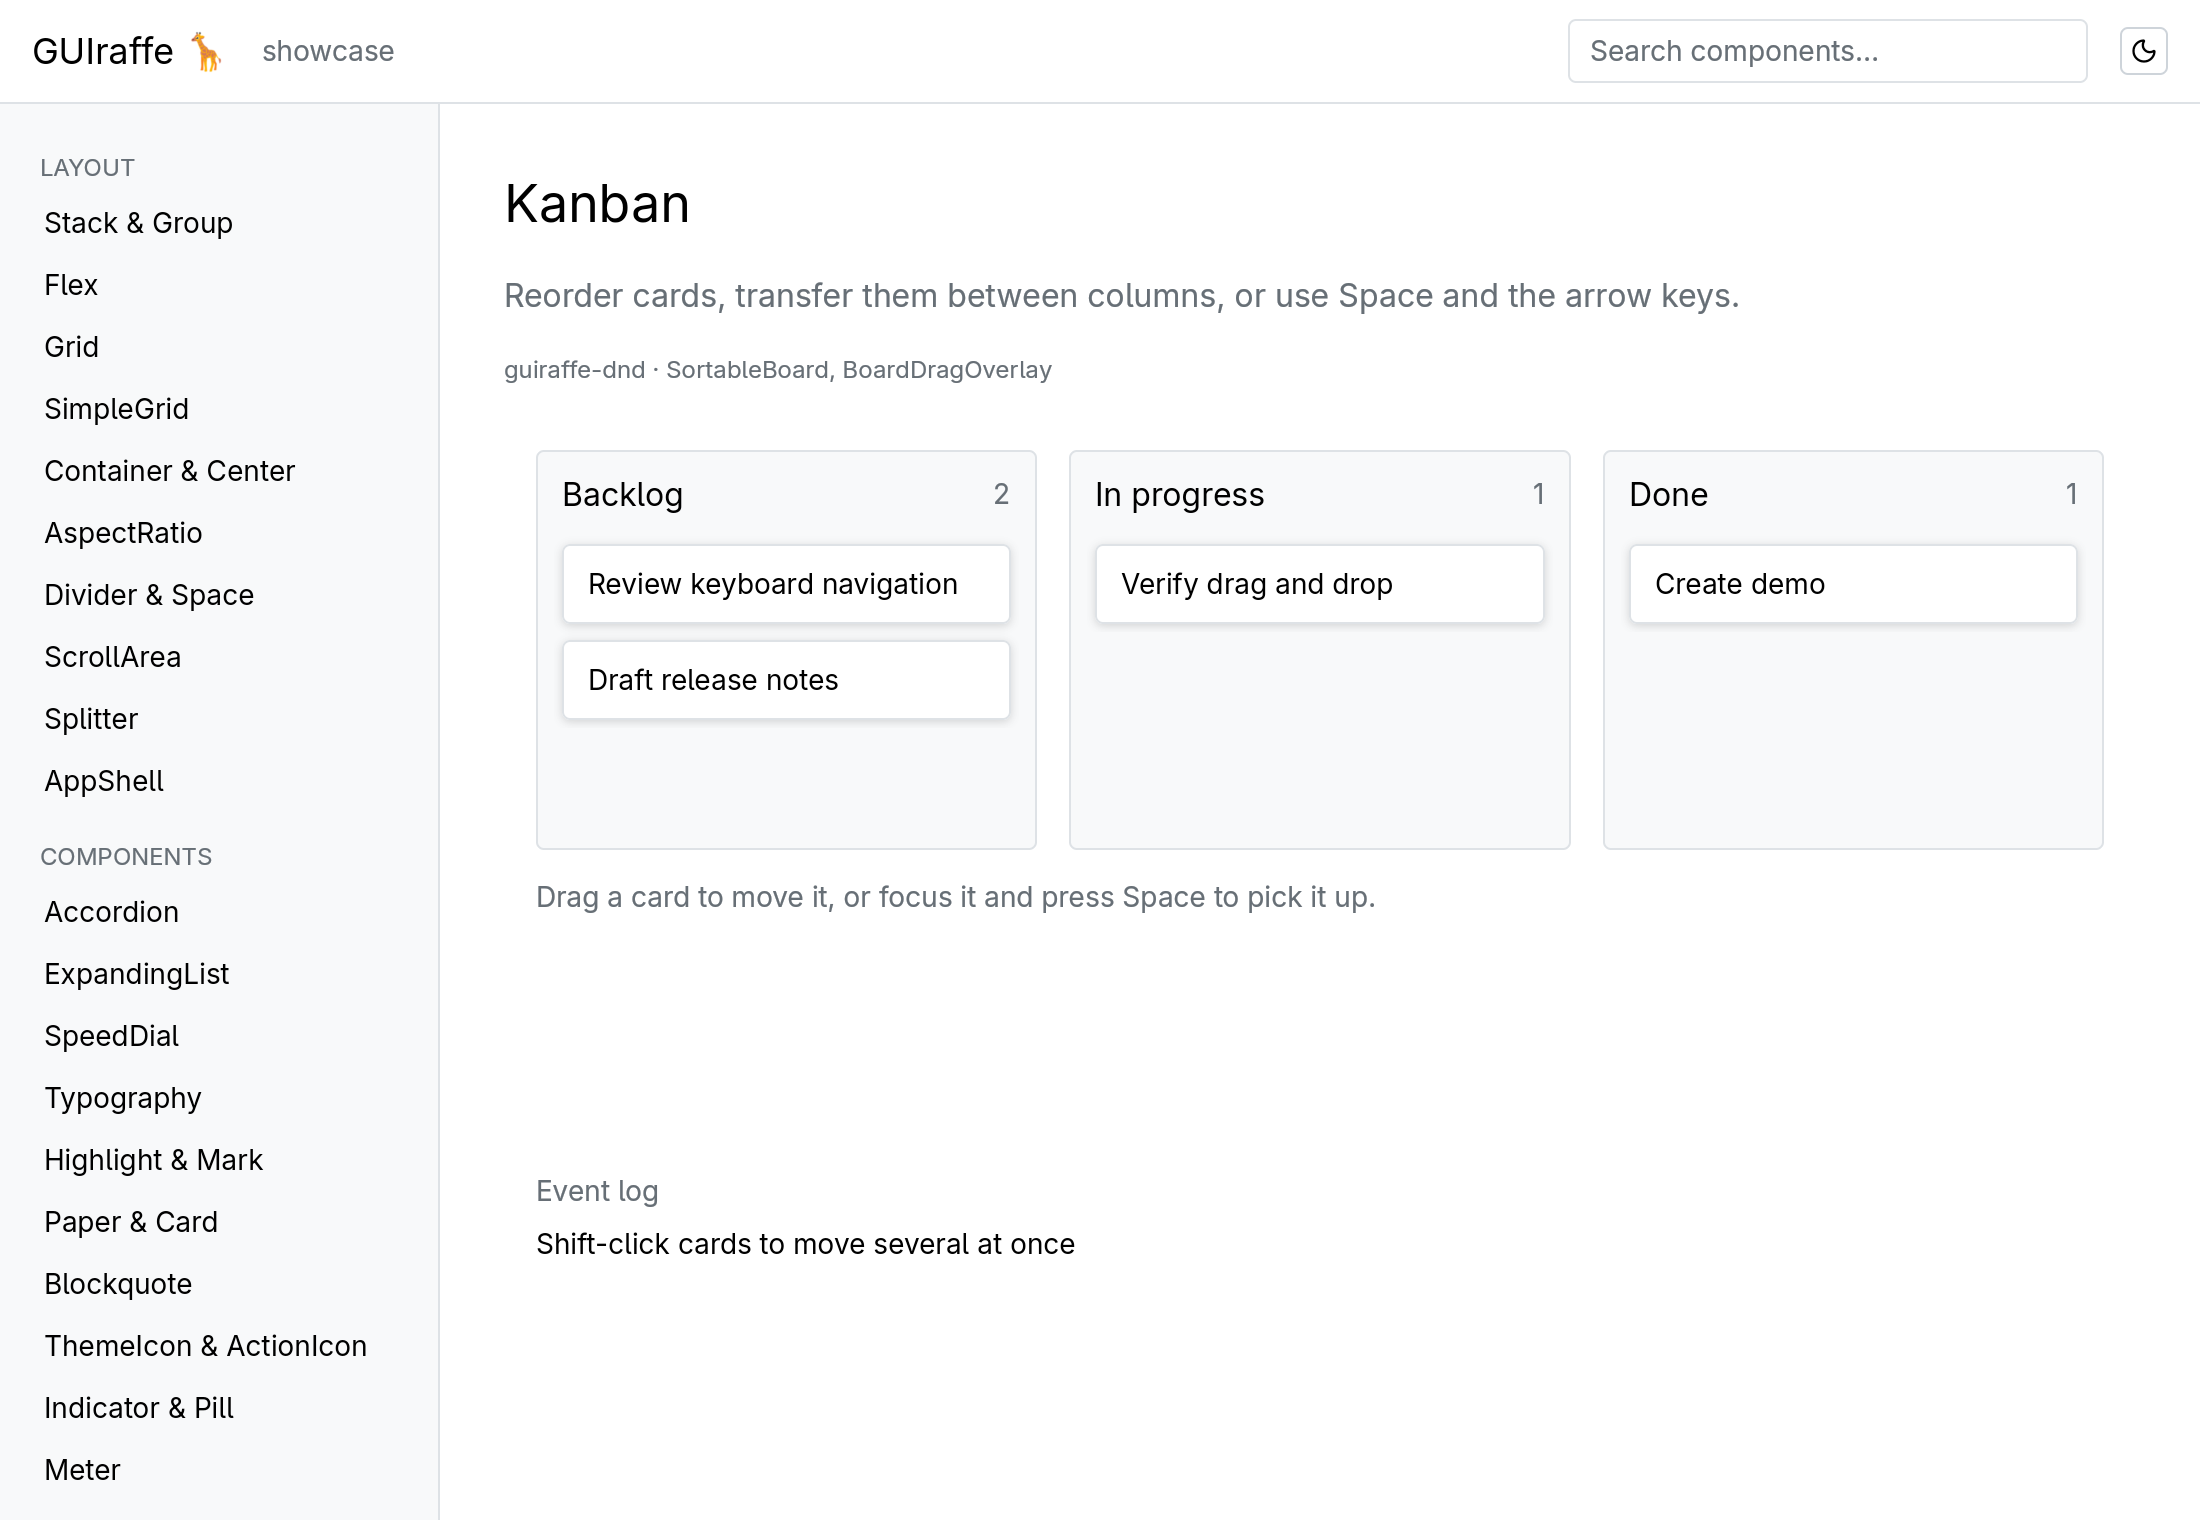 GUIraffe 🦒 showcase
Search components...
LAYOUT
Stack & Group
Flex
Grid
SimpleGrid
Container & Center
AspectRatio
Divider & Space
ScrollArea
Splitter
AppShell
COMPONENTS
Accordion
ExpandingList
SpeedDial
Typography
Highlight & Mark
Paper & Card
Blockquote
ThemeIcon & ActionIcon
Indicator & Pill
Meter
Kanban
Reorder cards, transfer them between columns, or use Space and the arrow keys.
guiraffe-dnd · SortableBoard, BoardDragOverlay
Backlog 2
Review keyboard navigation
Draft release notes
In progress 1
Verify drag and drop
Done 1
Create demo
Drag a card to move it, or focus it and press Space to pick it up.
Event log
Shift-click cards to move several at once